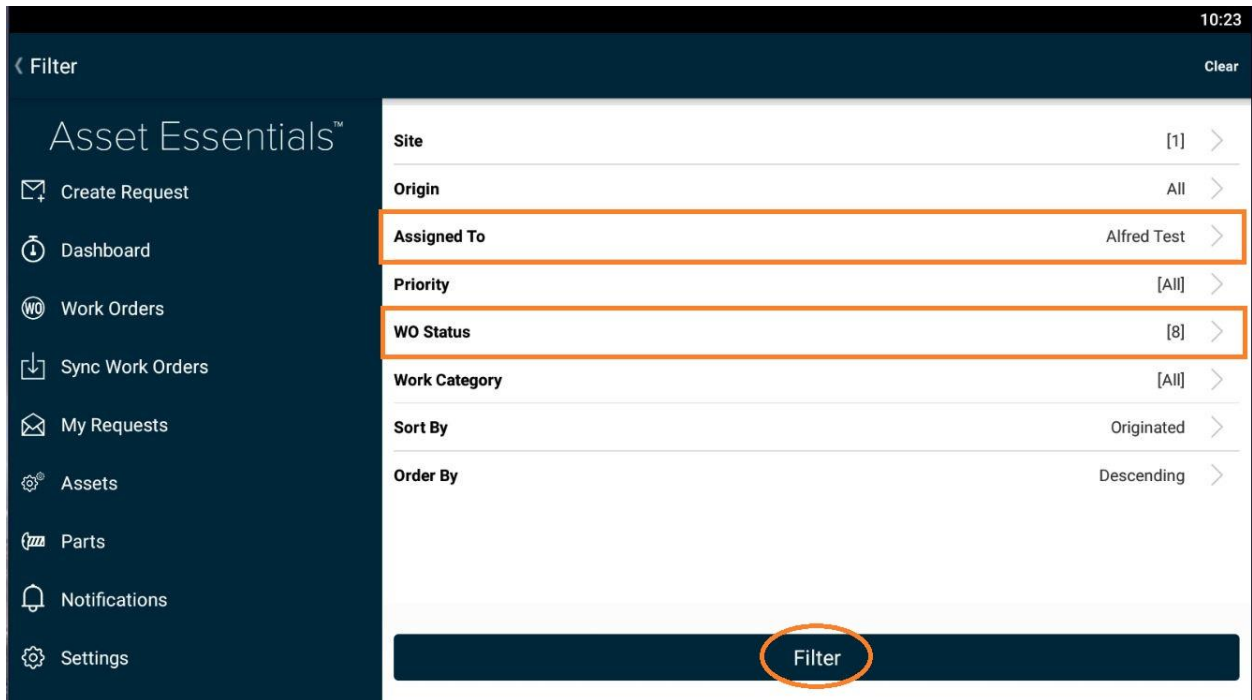 10:23
Filter
Clear
Asset Essentials™
Create Request
Dashboard
WO Work Orders
Sync Work Orders
My Requests
Assets
Parts
Notifications
Settings
Site [1]
Origin All
Assigned To Alfred Test
Priority [All]
WO Status [8]
Work Category [All]
Sort By Originated
Order By Descending
Filter